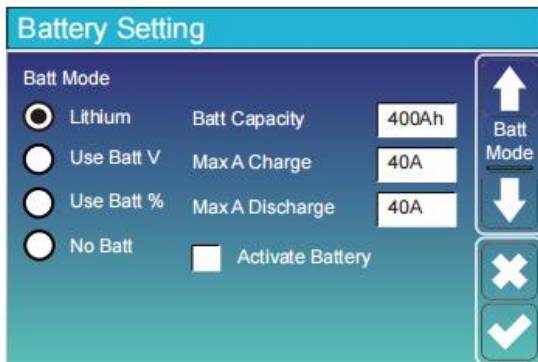 Battery Setting
Batt Mode
Lithium
Batt Capacity
400Ah
Use Batt V
Max A Charge
40A
Use Batt %
Max A Discharge
40A
No Batt
Activate Battery
Batt
Mode